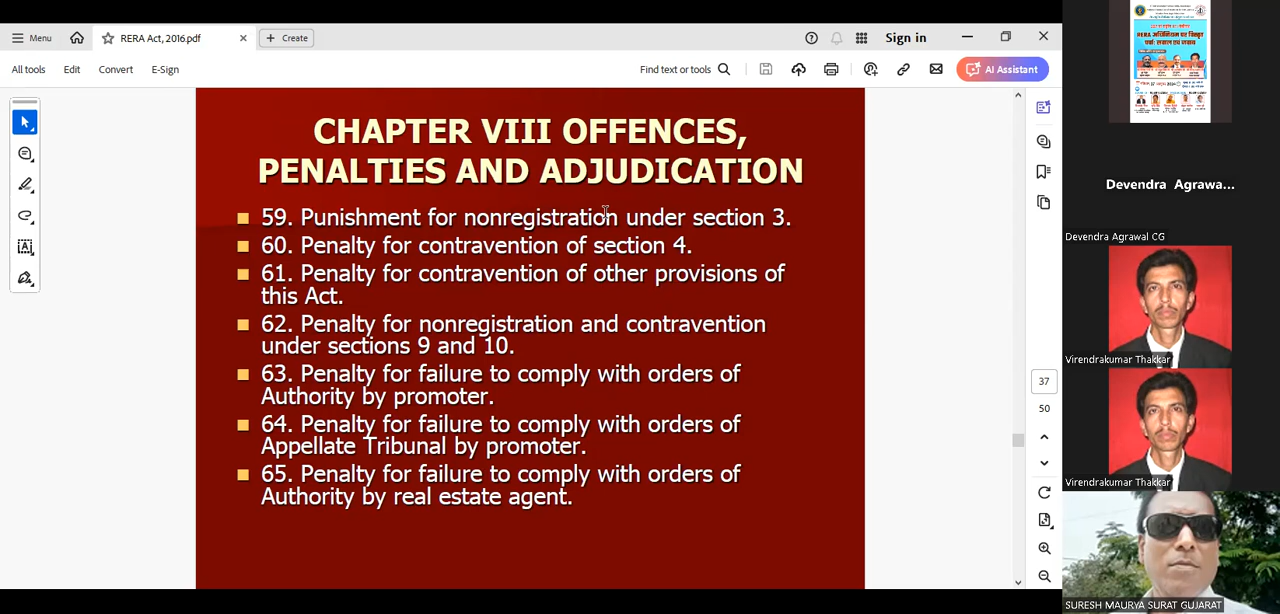 Menu
RERA Act, 2016.pdf
Create
Sign in
All tools
Edit
Convert
E-Sign
Find text or tools
AI Assistant
CHAPTER VIII OFFENCES,
PENALTIES AND ADJUDICATION
59. Punishment for nonregistration under section 3.
60. Penalty for contravention of section 4.
61. Penalty for contravention of other provisions of
this Act.
62. Penalty for nonregistration and contravention
under sections 9 and 10.
63. Penalty for failure to comply with orders of
Authority by promoter.
64. Penalty for failure to comply with orders of
Appellate Tribunal by promoter.
65. Penalty for failure to comply with orders of
Authority by real estate agent.
37
50
RERA अधिनियम पर विस्तृत
Devendra Agrawa...
Devendra Agrawal CG
Virendrakumar Thakkar
Virendrakumar Thakkar
SURESH MAURYA SURAT GUJARAT